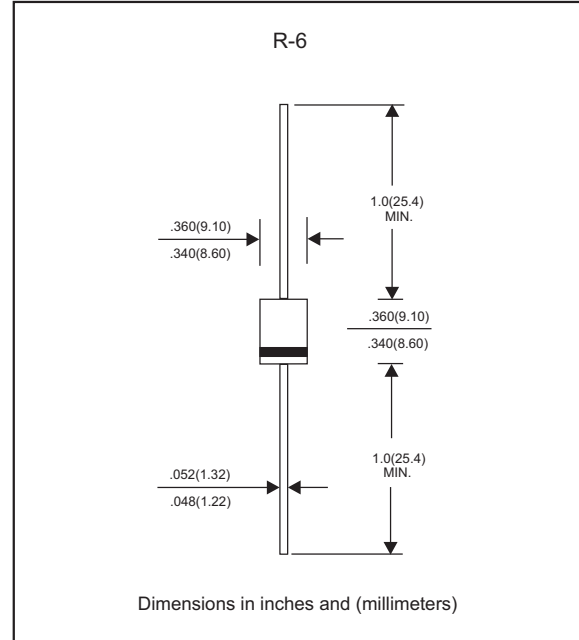 R-6
1.0(25.4)
MIN.
.360(9.10)
.340(8.60)
.360(9.10)
.340(8.60)
1.0(25.4)
MIN.
.052(1.32)
.048(1.22)
Dimensions in inches and (millimeters)